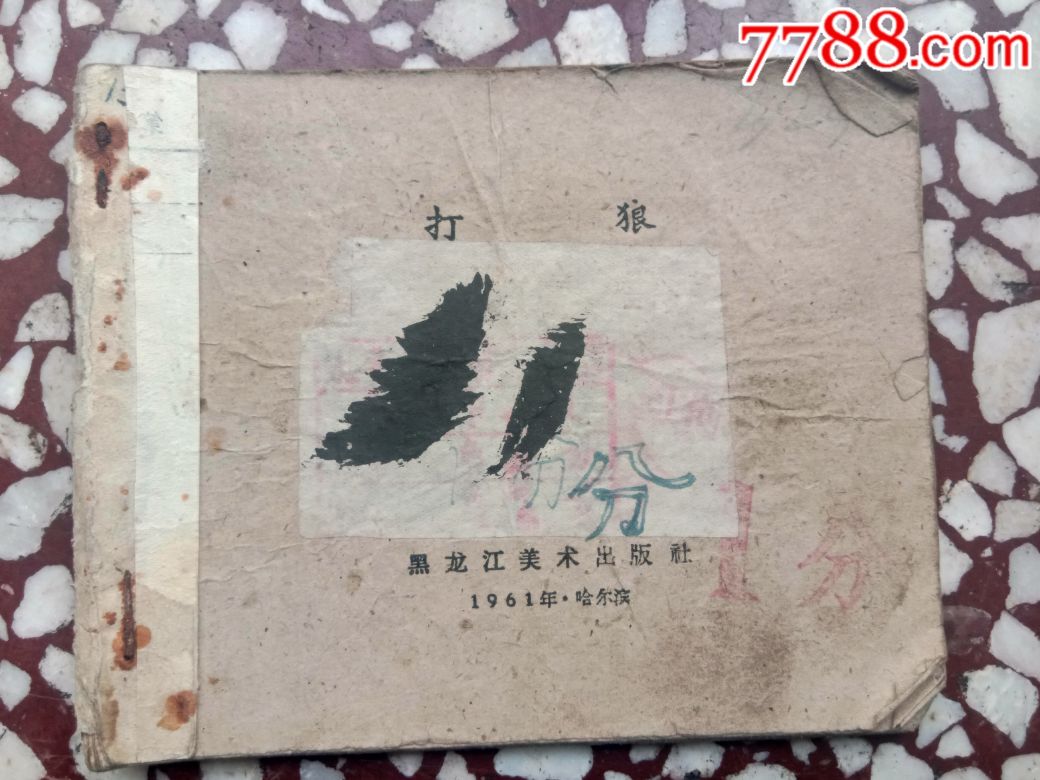 7788.com
打 狼
分
1分
黑龙江美术出版社
1961年·哈尔滨